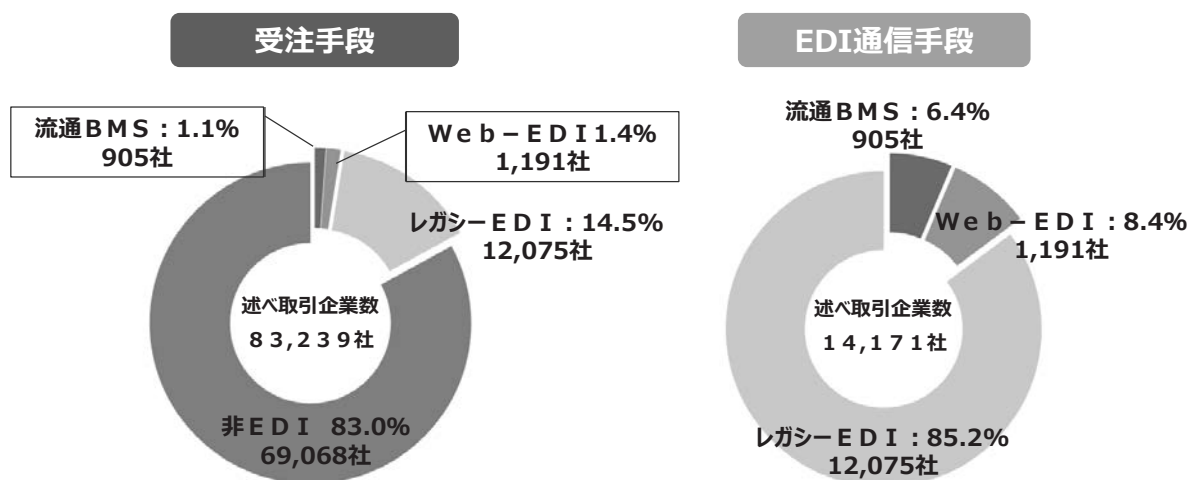 受注手段
流通ＢＭＳ：1.1%
905社
Ｗｅｂ－ＥＤＩ1.4%
1,191社
レガシーＥＤＩ：14.5%
12,075社
述べ取引企業数
８３,２３９社
非ＥＤＩ 83.0%
69,068社
EDI通信手段
流通ＢＭＳ：6.4%
905社
Ｗｅｂ－ＥＤＩ：8.4%
1,191社
述べ取引企業数
１４,１７１社
レガシーＥＤＩ：85.2%
12,075社